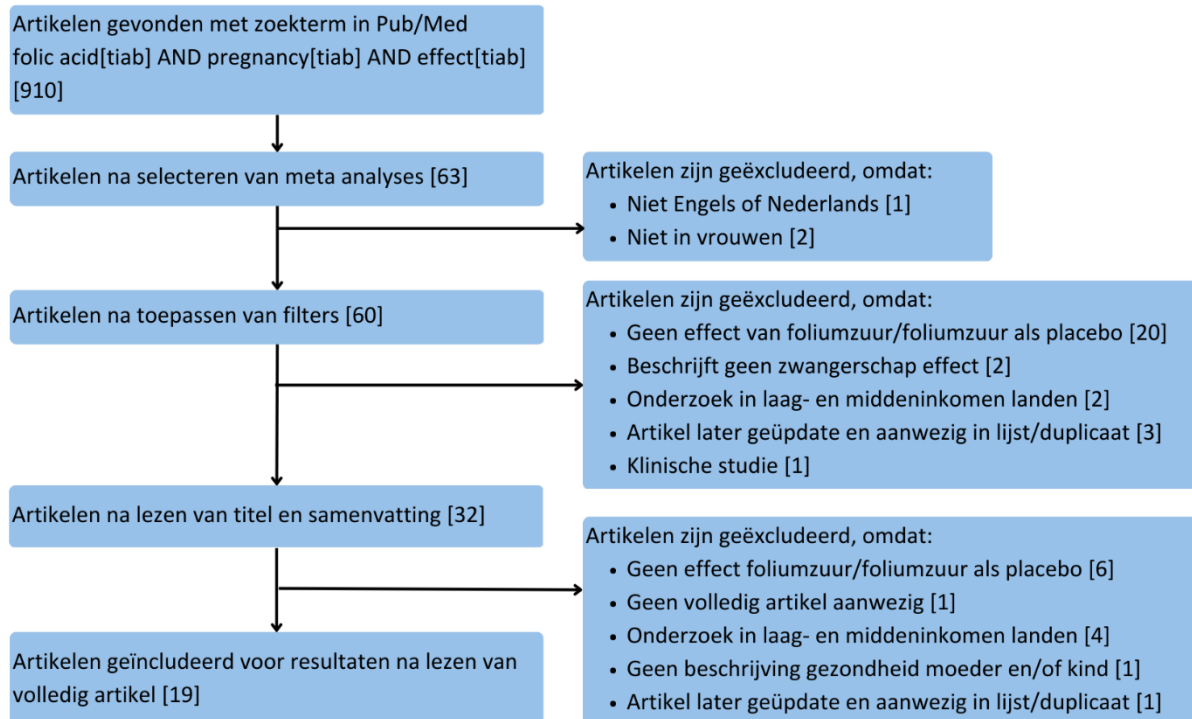 Artikelen gevonden met zoekterm in Pub/Med
folic acid[tiab] AND pregnancy[tiab] AND effect[tiab]
[910]
Artikelen na selecteren van meta analyses [63]
Artikelen zijn geëxcludeerd, omdat:
• Niet Engels of Nederlands [1]
• Niet in vrouwen [2]
Artikelen na toepassen van filters [60]
Artikelen zijn geëxcludeerd, omdat:
• Geen effect van foliumzuur/foliumzuur als placebo [20]
• Beschrijft geen zwangerschap effect [2]
• Onderzoek in laag- en middeninkomen landen [2]
• Artikel later geüpdate en aanwezig in lijst/duplicaat [3]
• Klinische studie [1]
Artikelen na lezen van titel en samenvatting [32]
Artikelen zijn geëxcludeerd, omdat:
• Geen effect foliumzuur/foliumzuur als placebo [6]
• Geen volledig artikel aanwezig [1]
• Onderzoek in laag- en middeninkomen landen [4]
• Geen beschrijving gezondheid moeder en/of kind [1]
• Artikel later geüpdate en aanwezig in lijst/duplicaat [1]
Artikelen geïncludeerd voor resultaten na lezen van
volledig artikel [19]